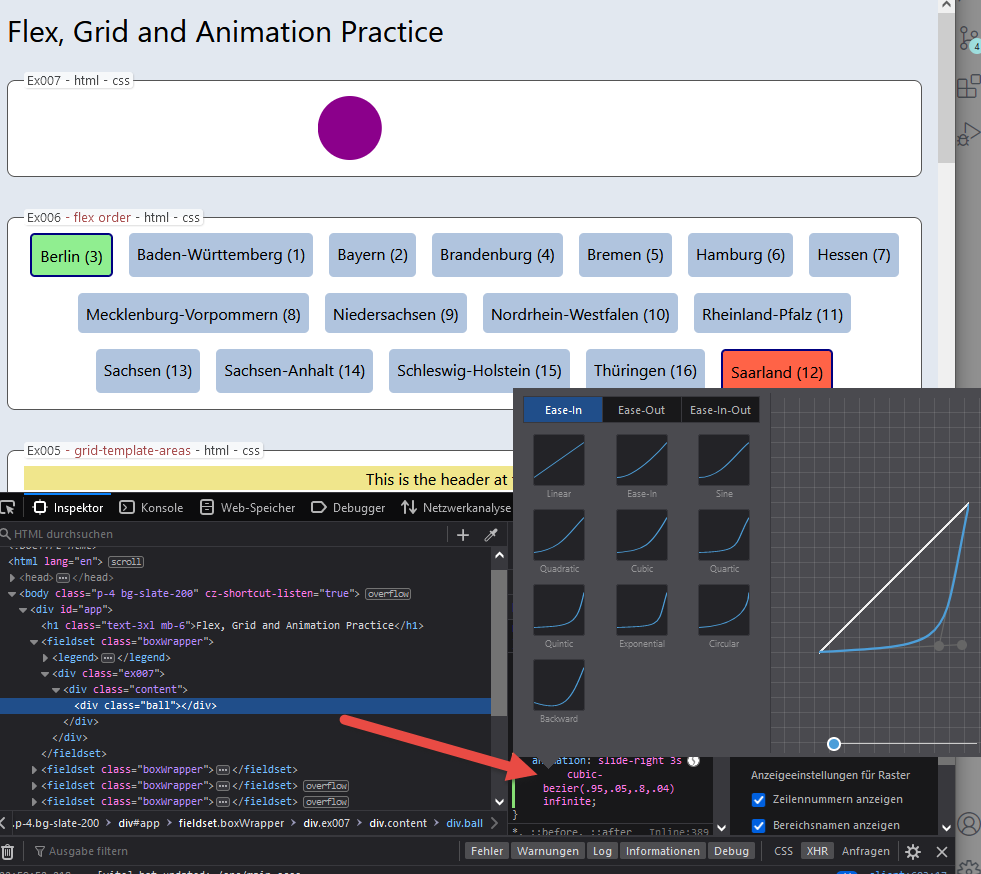 Flex, Grid and Animation Practice
4
Ex007 - html - css
Ex006 - flex order - html - css
Berlin (3)
Baden-Württemberg (1)
Bayern (2)
Brandenburg (4)
Bremen (5)
Hamburg (6)
Hessen (7)
Mecklenburg-Vorpommern (8)
Niedersachsen (9)
Nordrhein-Westfalen (10)
Rheinland-Pfalz (11)
Sachsen (13)
Sachsen-Anhalt (14)
Schleswig-Holstein (15)
Thüringen (16)
Saarland (12)
Ex005 - grid-template-areas - html - css
This is the header at
Ease-In
Ease-Out
Ease-In-Out
Linear
Ease-In
Sine
Quadratic
Cubic
Quartic
Quintic
Exponential
Circular
Backward
Inspektor
Konsole
Web-Speicher
Debugger
Netzwerkanalyse
HTML durchsuchen
<html lang="en"> scroll
<head> ••• </head>
<body class="p-4 bg-slate-200" cz-shortcut-listen="true"> overflow
<div id="app">
<h1 class="text-3xl mb-6">Flex, Grid and Animation Practice</h1>
<fieldset class="boxWrapper">
<legend> ••• </legend>
<div class="ex007">
<div class="content">
<div class="ball"></div>
</div>
</div>
</fieldset>
<fieldset class="boxWrapper"> ••• </fieldset>
<fieldset class="boxWrapper"> ••• </fieldset> overflow
<fieldset class="boxWrapper"> ••• </fieldset> overflow
.p-4.bg-slate-200 > div#app > fieldset.boxWrapper > div.ex007 > div.content > div.ball
animation: slide-right 3s
cubic-
bezier(.95,.05,.8,.04)
infinite;
}
*, ::before, ::after Inline:389
Anzeigeeinstellungen für Raster
Zeilennummern anzeigen
Bereichsnamen anzeigen
Ausgabe filtern
Fehler
Warnungen
Log
Informationen
Debug
CSS
XHR
Anfragen